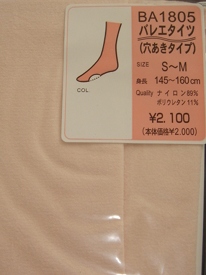 BA1805
バレエタイツ
(穴あきタイプ)
SIZE S〜M
身長 145〜160cm
Quality ナイロン89%
ポリウレタン11%
¥2,100
(本体価格¥2,000)
COL.